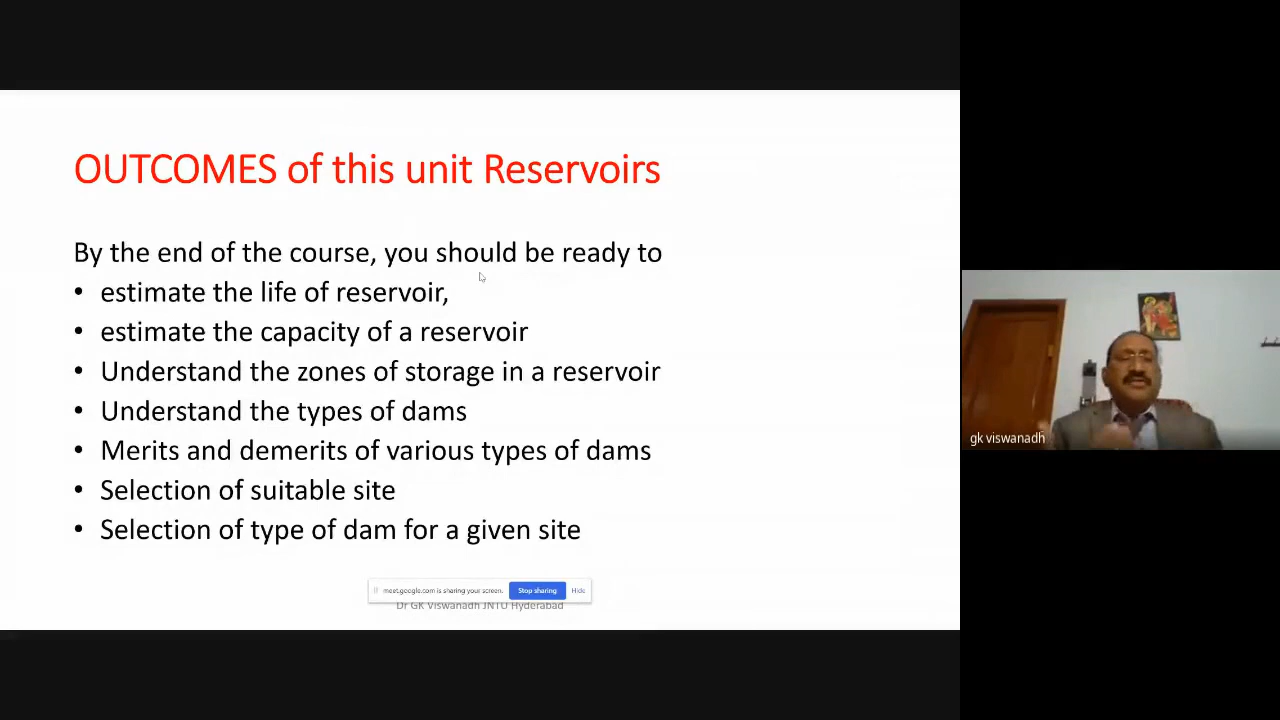 OUTCOMES of this unit Reservoirs
By the end of the course, you should be ready to
• estimate the life of reservoir,
• estimate the capacity of a reservoir
• Understand the zones of storage in a reservoir
• Understand the types of dams
• Merits and demerits of various types of dams
• Selection of suitable site
• Selection of type of dam for a given site
meet.google.com is sharing your screen. Stop sharing Hide
Dr GK Viswanadh JNTU Hyderabad
gk viswanadh